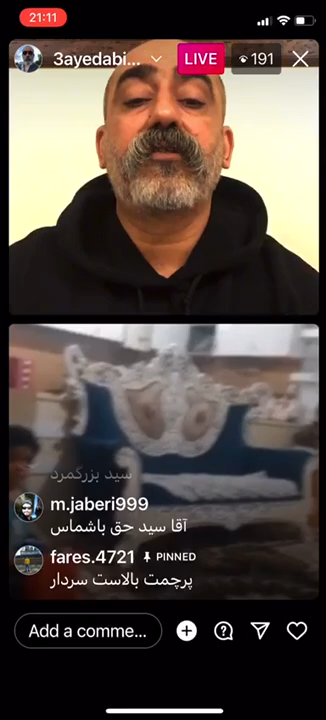 21:11
3ayedabi...
LIVE
191
سید بزرگمرد
m.jaberi999
آقا سید حق باشماس
fares.4721 PINNED
پرچمت بالاست سردار
Add a comme...